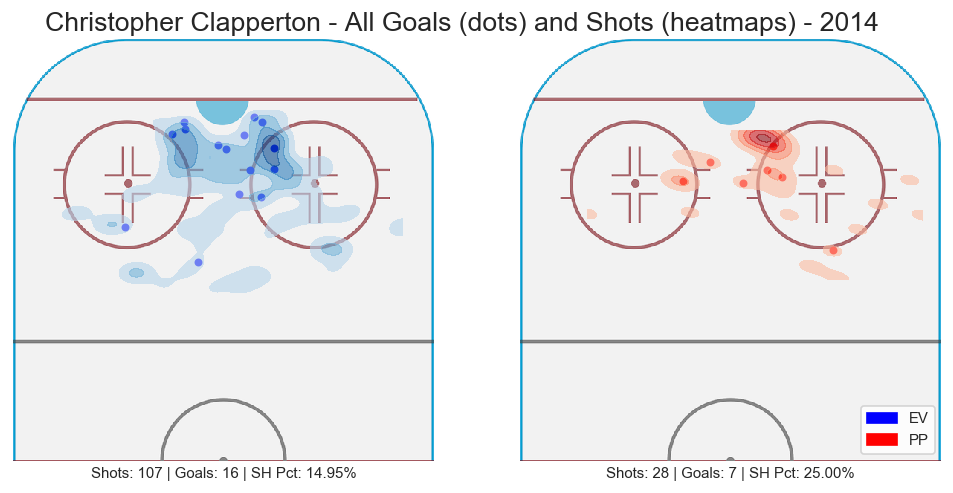 Christopher Clapperton - All Goals (dots) and Shots (heatmaps) - 2014
EV
PP
Shots: 107 | Goals: 16 | SH Pct: 14.95%
Shots: 28 | Goals: 7 | SH Pct: 25.00%